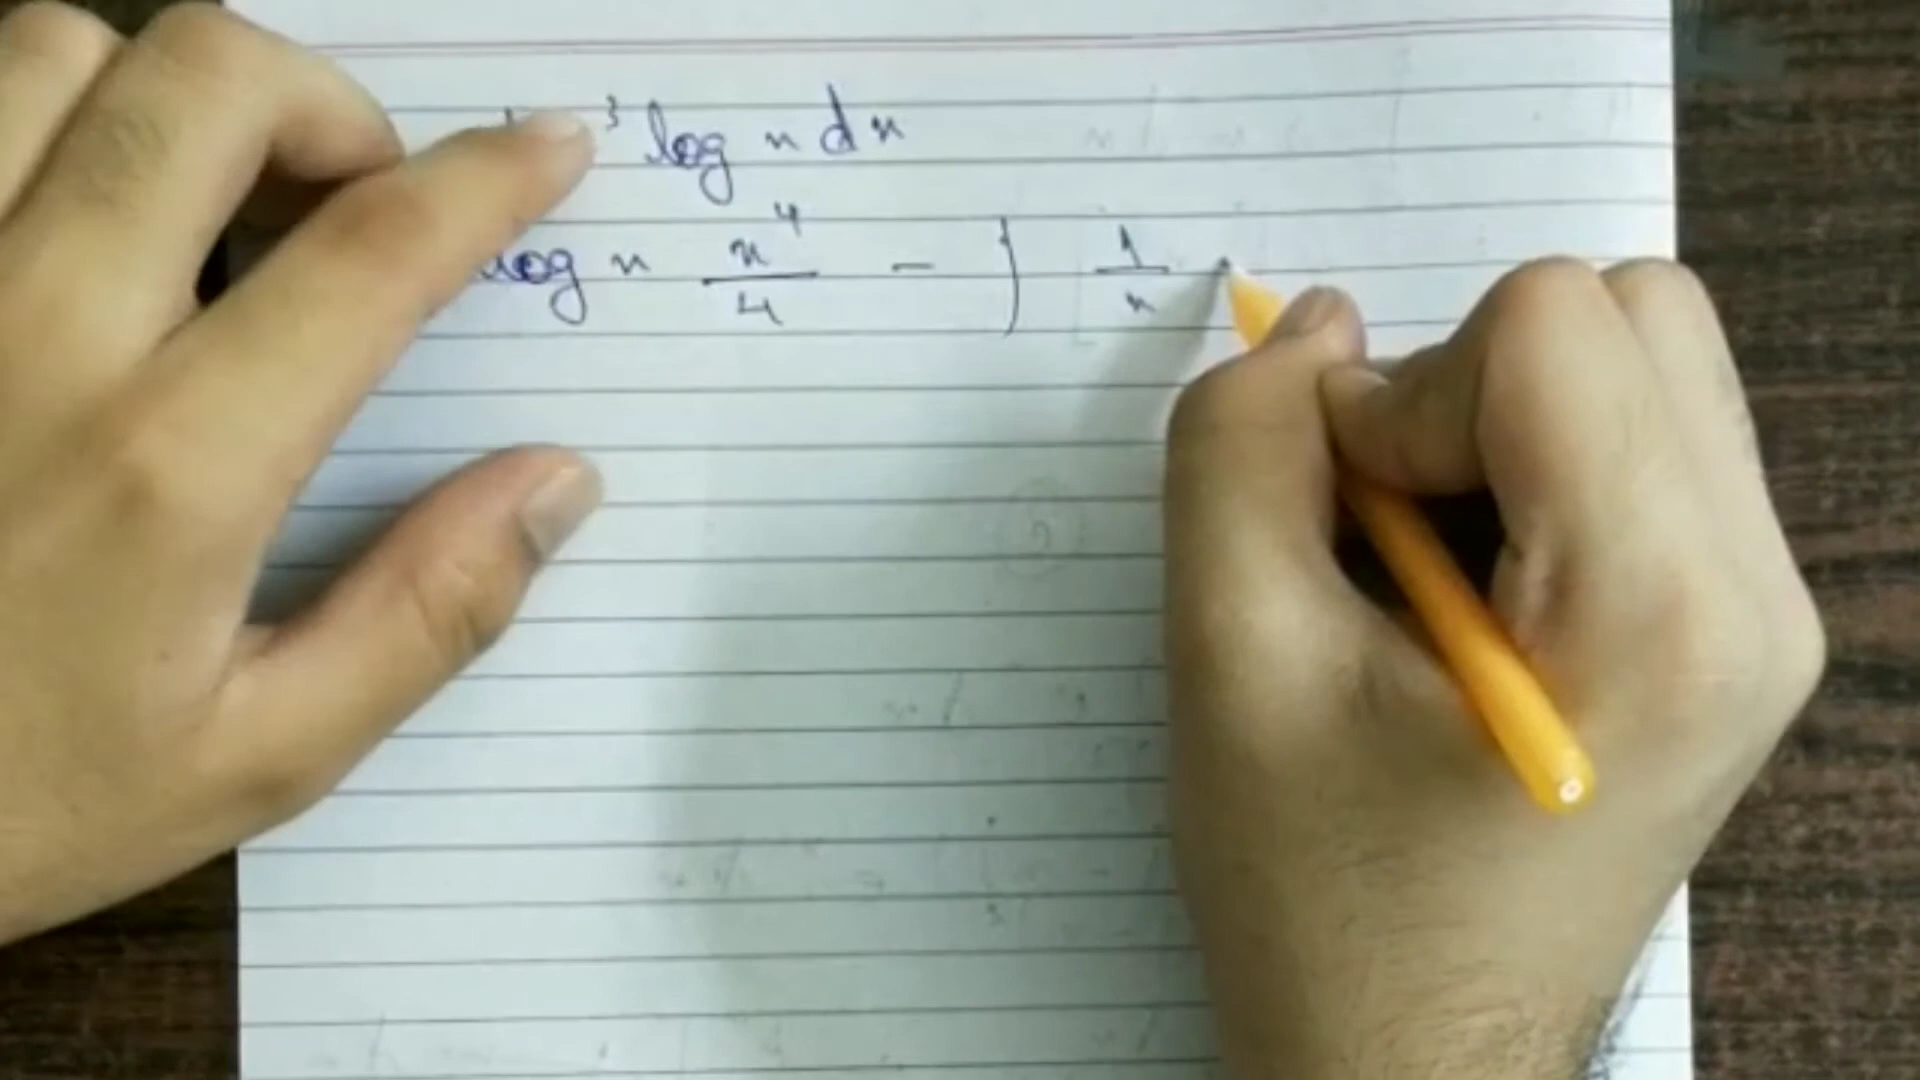 ³ log x dx
log x x⁴/4 - ∫ 1/x